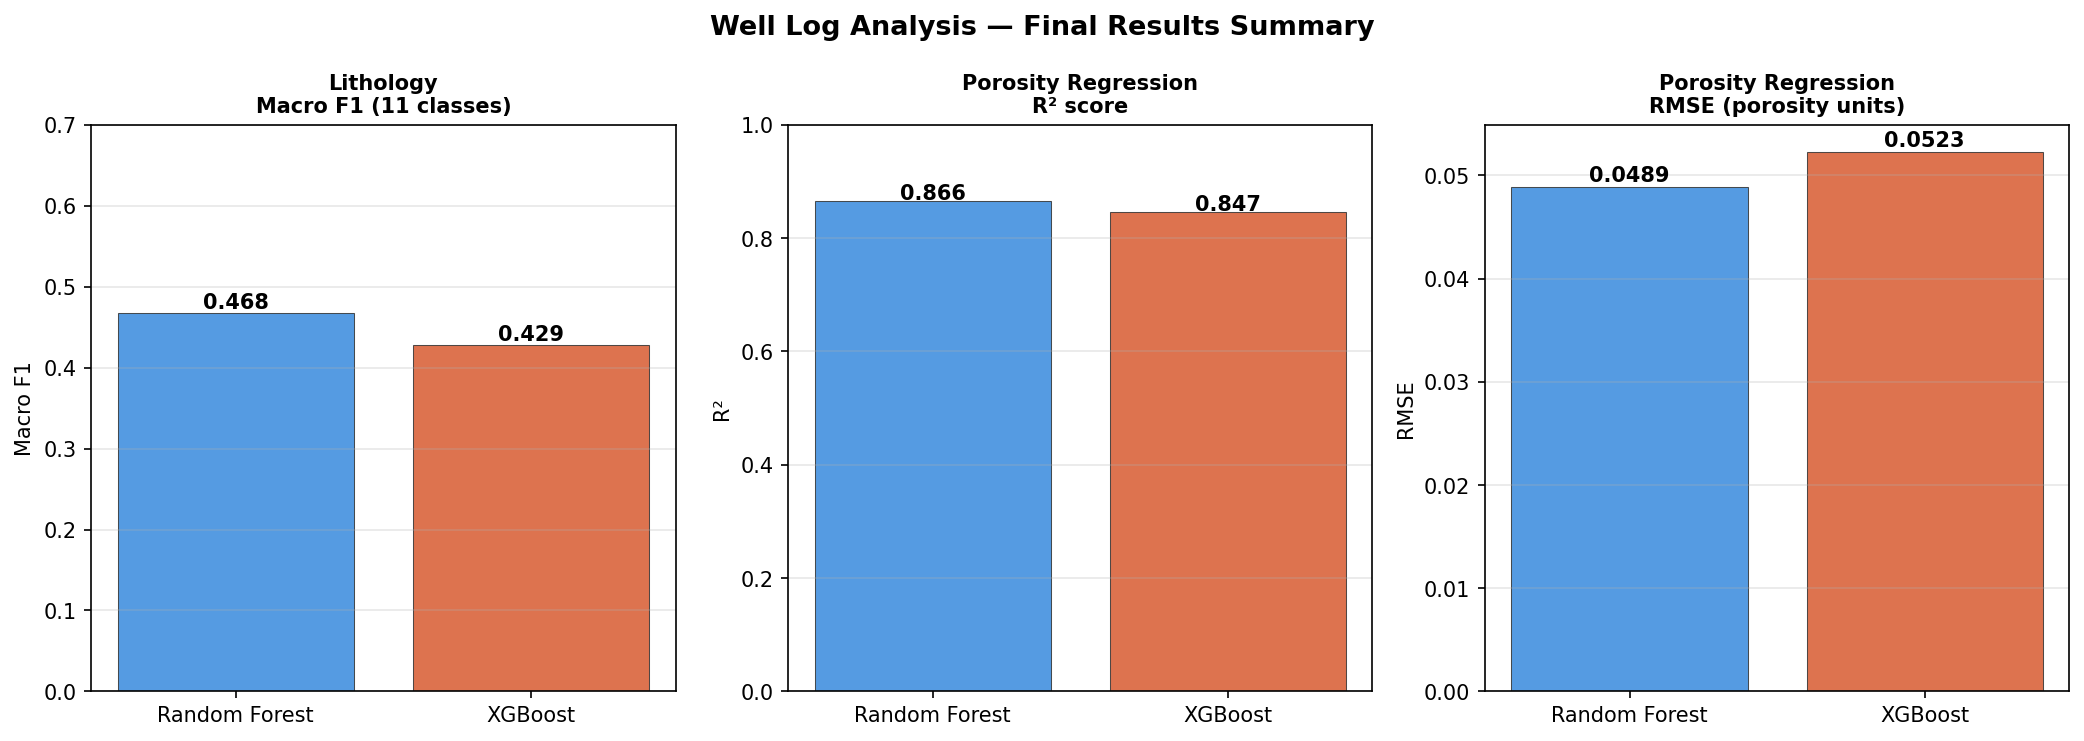 Well Log Analysis — Final Results Summary
Lithology
Macro F1 (11 classes)
Macro F1
0.7
0.6
0.5
0.4
0.3
0.2
0.1
0.0
0.468
0.429
Random Forest
XGBoost
Porosity Regression
R² score
R²
1.0
0.8
0.6
0.4
0.2
0.0
0.866
0.847
Random Forest
XGBoost
Porosity Regression
RMSE (porosity units)
RMSE
0.05
0.04
0.03
0.02
0.01
0.00
0.0489
0.0523
Random Forest
XGBoost